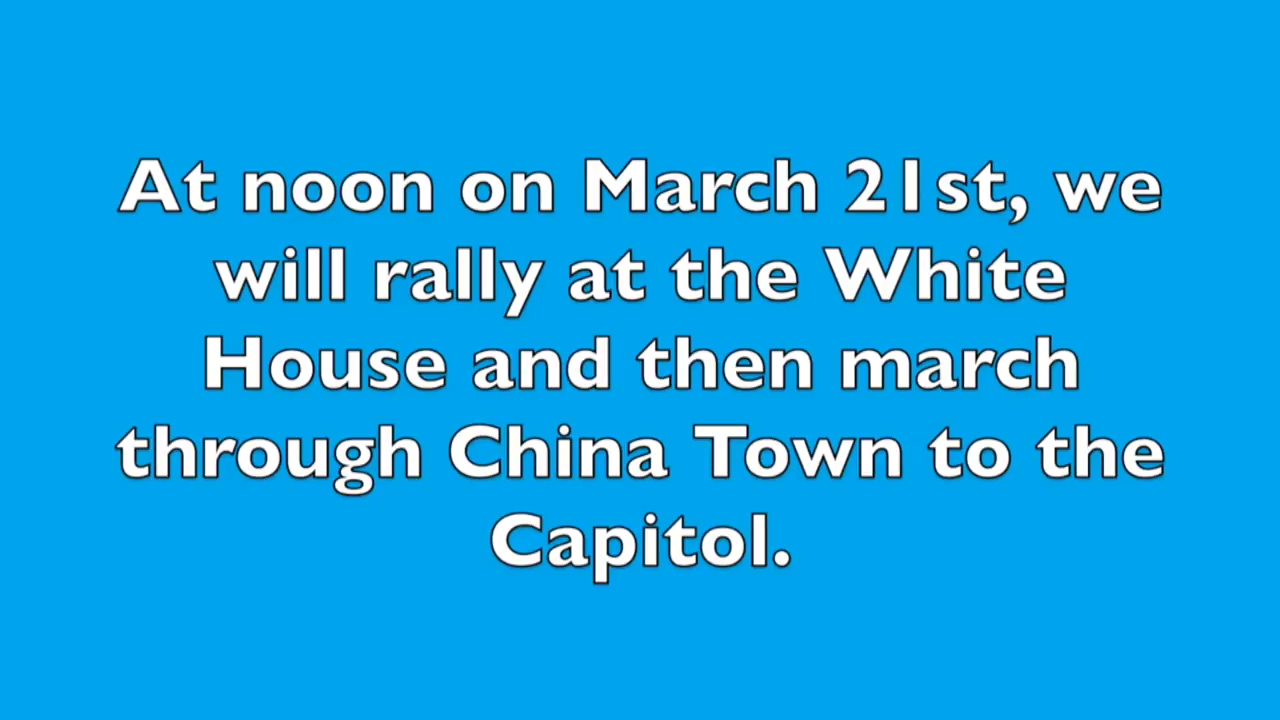 At noon on March 21st, we
will rally at the White
House and then march
through China Town to the
Capitol.